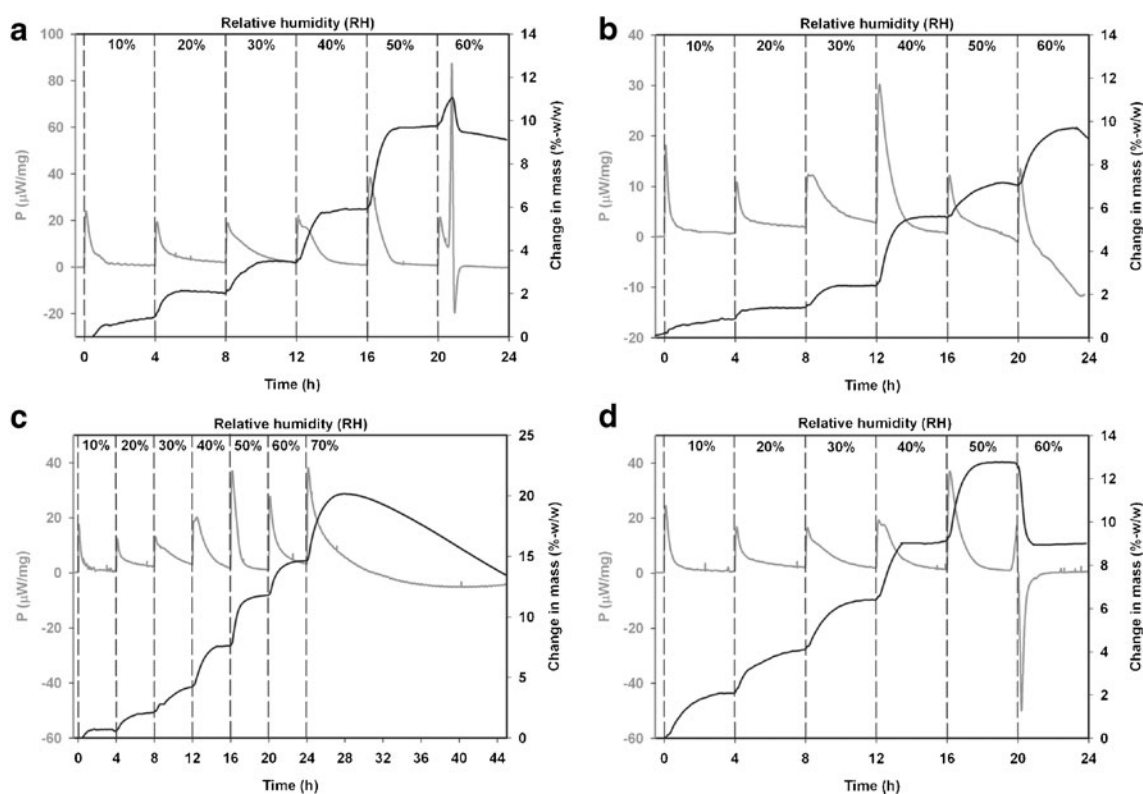 a
Relative humidity (RH)
10% 20% 30% 40% 50% 60%
100
80
60
40
20
0
-20
P (µW/mg)
14
12
10
8
6
4
2
0
Change in mass (%-w/w)
0 4 8 12 16 20 24
Time (h)
b
Relative humidity (RH)
10% 20% 30% 40% 50% 60%
40
30
20
10
0
-10
-20
P (µW/mg)
14
12
10
8
6
4
2
0
Change in mass (%-w/w)
0 4 8 12 16 20 24
Time (h)
c
Relative humidity (RH)
10% 20% 30% 40% 50% 60% 70%
40
20
0
-20
-40
-60
P (µW/mg)
25
20
15
10
5
0
Change in mass (%-w/w)
0 4 8 12 16 20 24 28 32 36 40 44
Time (h)
d
Relative humidity (RH)
10% 20% 30% 40% 50% 60%
40
20
0
-20
-40
-60
P (µW/mg)
14
12
10
8
6
4
2
0
Change in mass (%-w/w)
0 4 8 12 16 20 24
Time (h)